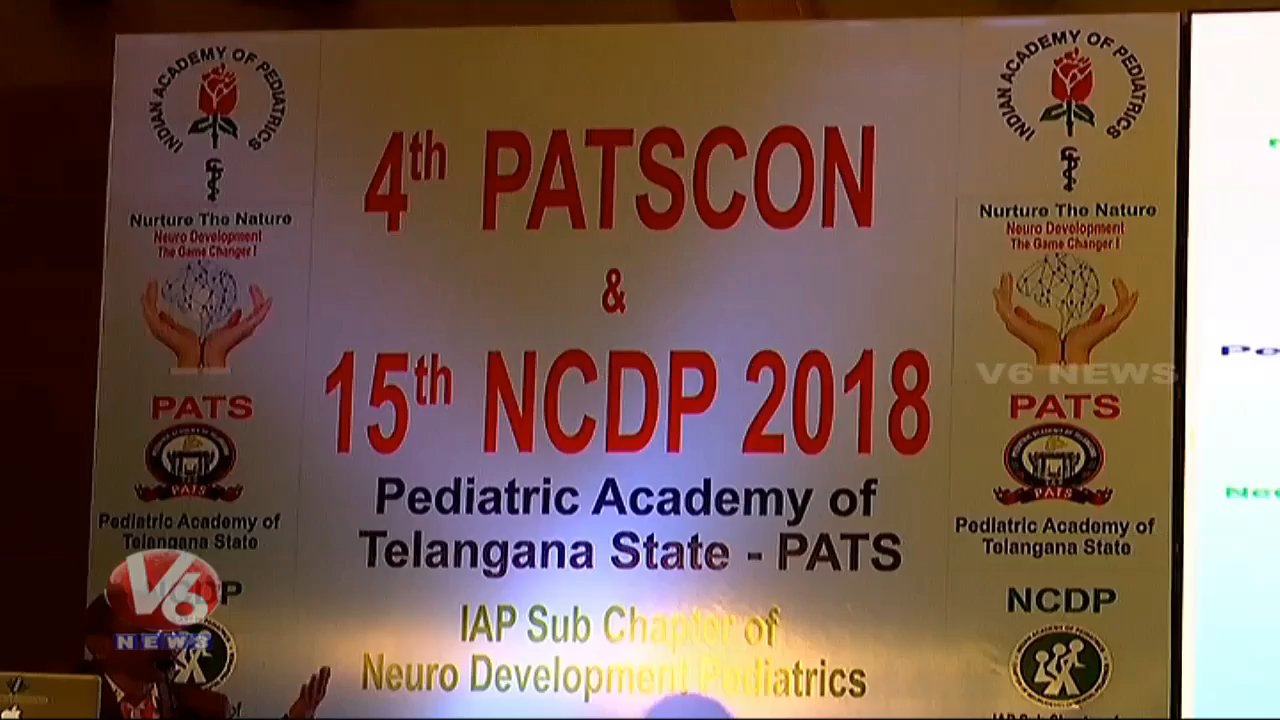 INDIAN ACADEMY OF PEDIATRICS
Nurture The Nature
Neuro Development
The Game Changer !
PATS
PATS
Pediatric Academy of
Telangana State
4th PATSCON
&
15th NCDP 2018
Pediatric Academy of
Telangana State - PATS
IAP Sub Chapter of
Neuro Development Pediatrics
INDIAN ACADEMY OF PEDIATRICS
Nurture The Nature
Neuro Development
The Game Changer !
V6 NEWS
PATS
PATS
Pediatric Academy of
Telangana State
NCDP
V6
NEWS